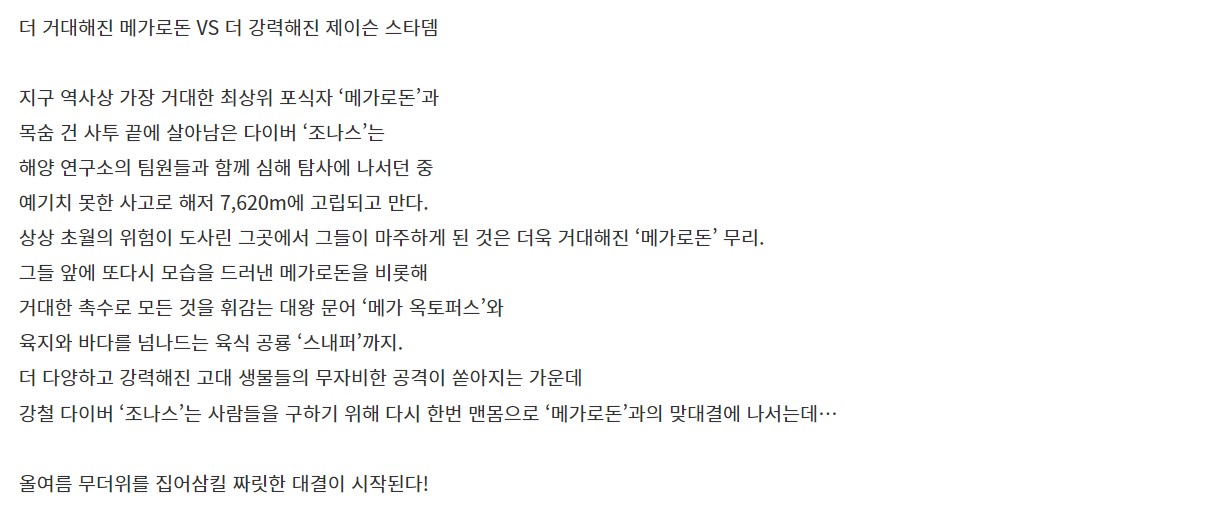 더 거대해진 메가로돈 VS 더 강력해진 제이슨 스타뎀
지구 역사상 가장 거대한 최상위 포식자 ‘메가로돈’과
목숨 건 사투 끝에 살아남은 다이버 ‘조나스’는
해양 연구소의 팀원들과 함께 심해 탐사에 나서던 중
예기치 못한 사고로 해저 7,620m에 고립되고 만다.
상상 초월의 위험이 도사린 그곳에서 그들이 마주하게 된 것은 더욱 거대해진 ‘메가로돈’ 무리.
그들 앞에 또다시 모습을 드러낸 메가로돈을 비롯해
거대한 촉수로 모든 것을 휘감는 대왕 문어 ‘메가 옥토퍼스’와
육지와 바다를 넘나드는 육식 공룡 ‘스내퍼’까지.
더 다양하고 강력해진 고대 생물들의 무자비한 공격이 쏟아지는 가운데
강철 다이버 ‘조나스’는 사람들을 구하기 위해 다시 한번 맨몸으로 ‘메가로돈’과의 맞대결에 나서는데…
올여름 무더위를 집어삼킬 짜릿한 대결이 시작된다!